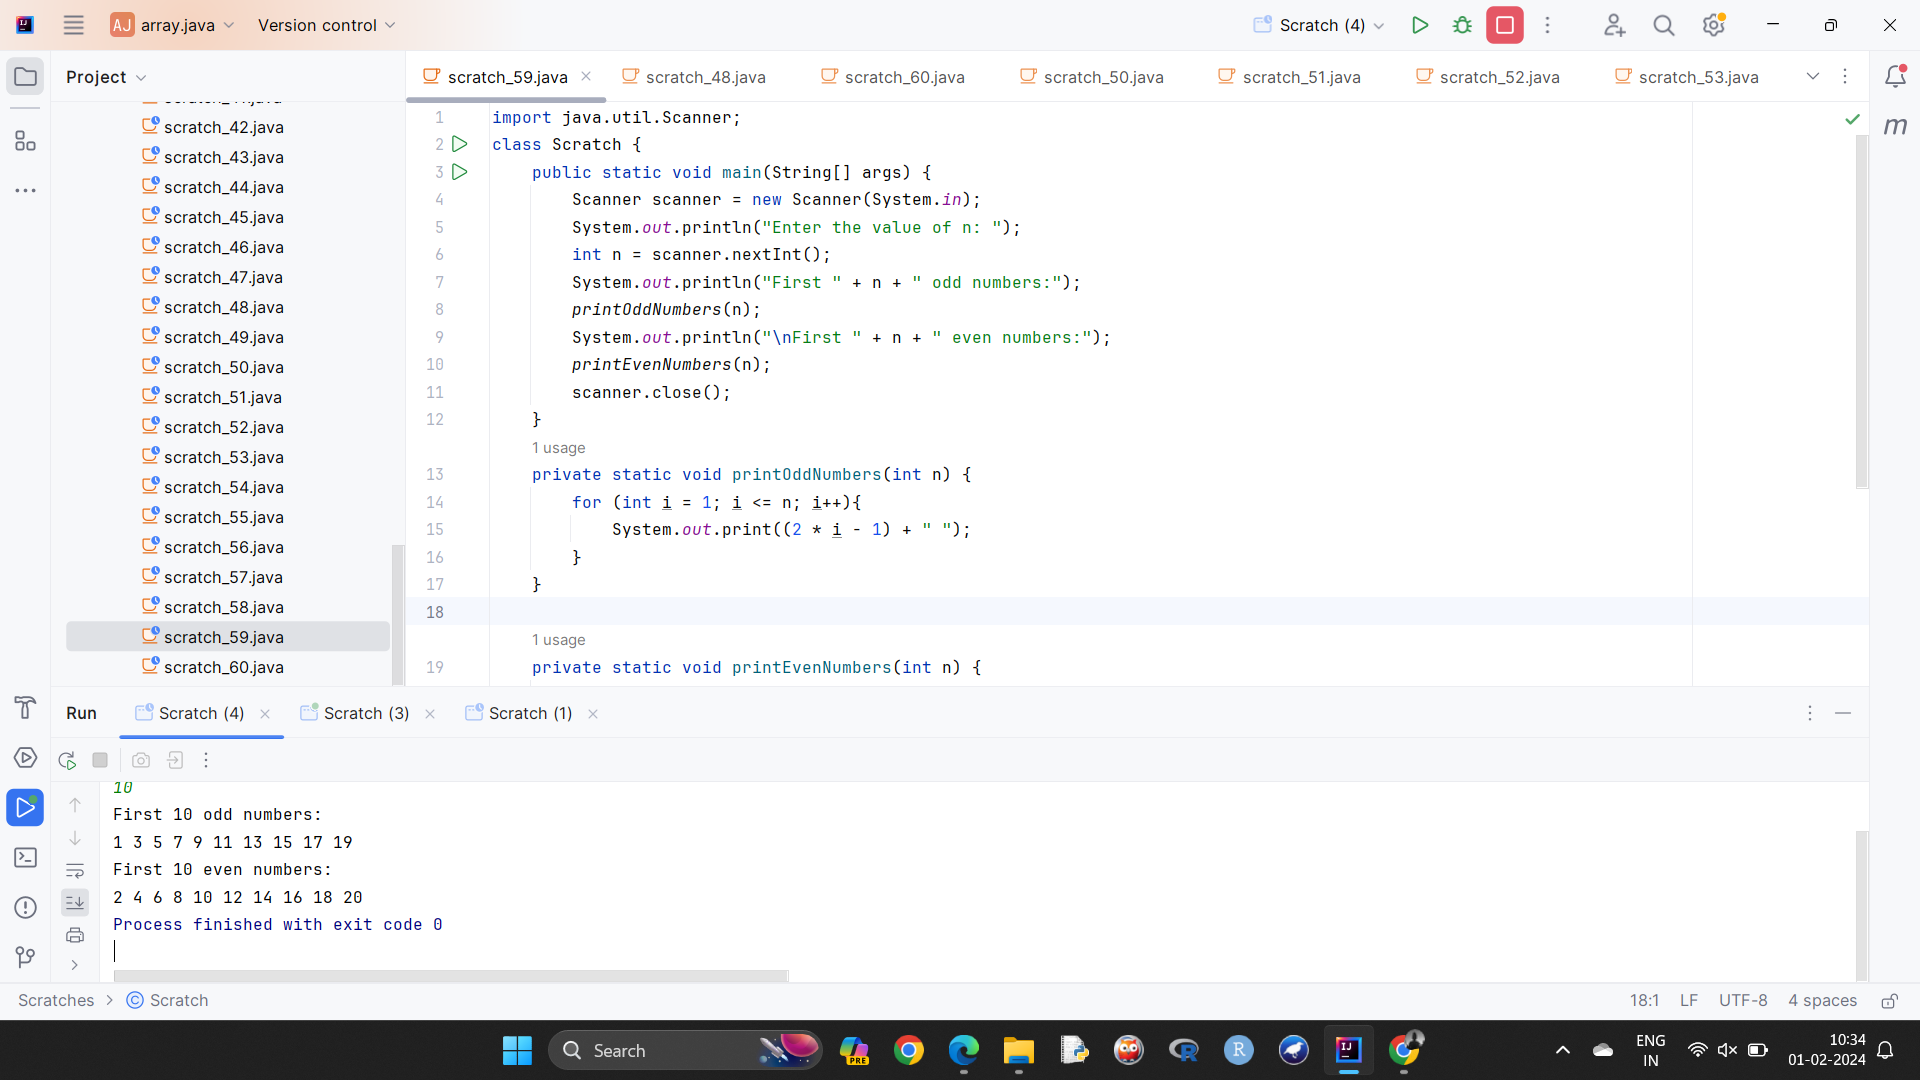 AJ array.java Version control Scratch (4)
Project
scratch_59.java scratch_48.java scratch_60.java scratch_50.java scratch_51.java scratch_52.java scratch_53.java
scratch_42.java
scratch_43.java
scratch_44.java
scratch_45.java
scratch_46.java
scratch_47.java
scratch_48.java
scratch_49.java
scratch_50.java
scratch_51.java
scratch_52.java
scratch_53.java
scratch_54.java
scratch_55.java
scratch_56.java
scratch_57.java
scratch_58.java
scratch_59.java
scratch_60.java
1 import java.util.Scanner;
2 class Scratch {
3 public static void main(String[] args) {
4 Scanner scanner = new Scanner(System.in);
5 System.out.println("Enter the value of n: ");
6 int n = scanner.nextInt();
7 System.out.println("First " + n + " odd numbers:");
8 printOddNumbers(n);
9 System.out.println("\nFirst " + n + " even numbers:");
10 printEvenNumbers(n);
11 scanner.close();
12 }
1 usage
13 private static void printOddNumbers(int n) {
14 for (int i = 1; i <= n; i++){
15 System.out.print((2 * i - 1) + " ");
16 }
17 }
18
1 usage
19 private static void printEvenNumbers(int n) {
m
Run Scratch (4) Scratch (3) Scratch (1)
10
First 10 odd numbers:
1 3 5 7 9 11 13 15 17 19
First 10 even numbers:
2 4 6 8 10 12 14 16 18 20
Process finished with exit code 0
Scratches > Scratch
18:1 LF UTF-8 4 spaces
Search
PRE
ENG
IN
10:34
01-02-2024